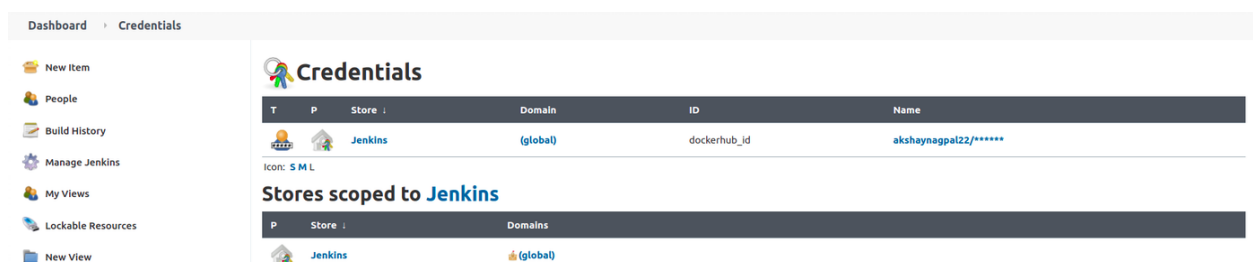 Dashboard › Credentials
New Item
People
Build History
Manage Jenkins
My Views
Lockable Resources
New View
Credentials
T P Store ↓ Domain ID Name
Jenkins (global) dockerhub_id akshaynagpal22/******
Icon: S M L
Stores scoped to Jenkins
P Store ↓ Domains
Jenkins (global)